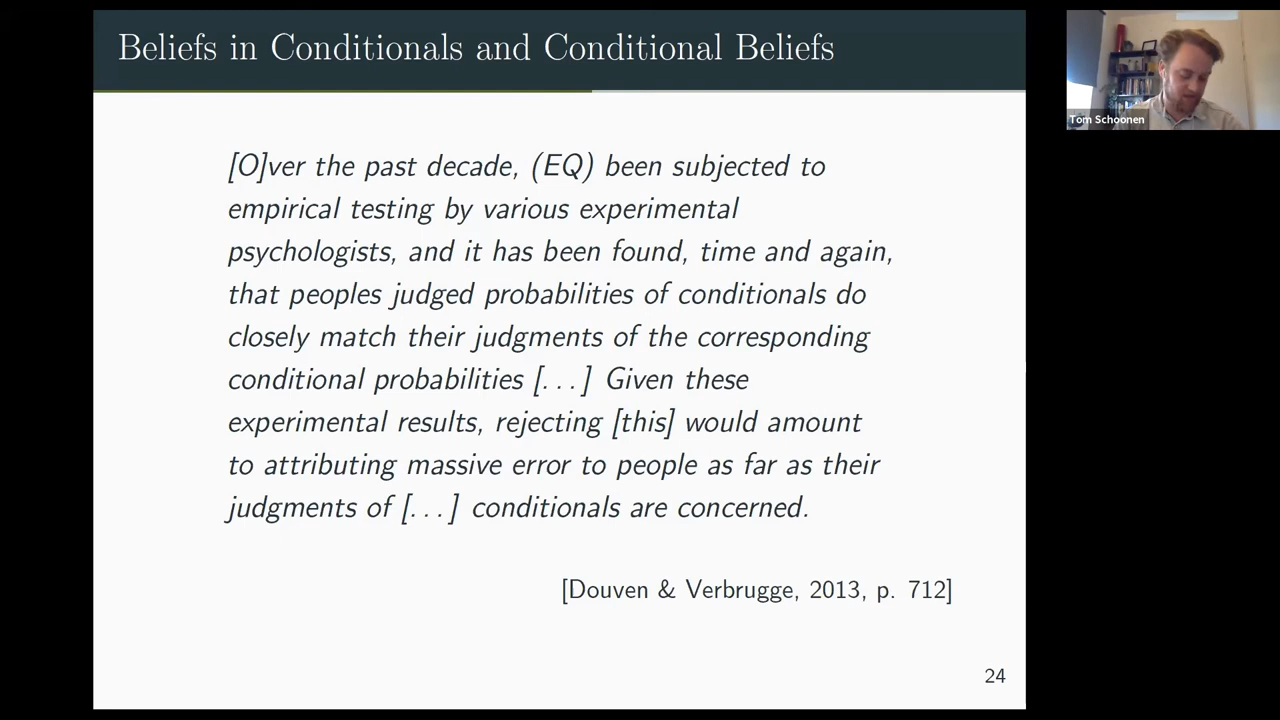 Beliefs in Conditionals and Conditional Beliefs
[O]ver the past decade, (EQ) been subjected to
empirical testing by various experimental
psychologists, and it has been found, time and again,
that peoples judged probabilities of conditionals do
closely match their judgments of the corresponding
conditional probabilities [...] Given these
experimental results, rejecting [this] would amount
to attributing massive error to people as far as their
judgments of [...] conditionals are concerned.
[Douven & Verbrugge, 2013, p. 712]
24
Tom Schoonen